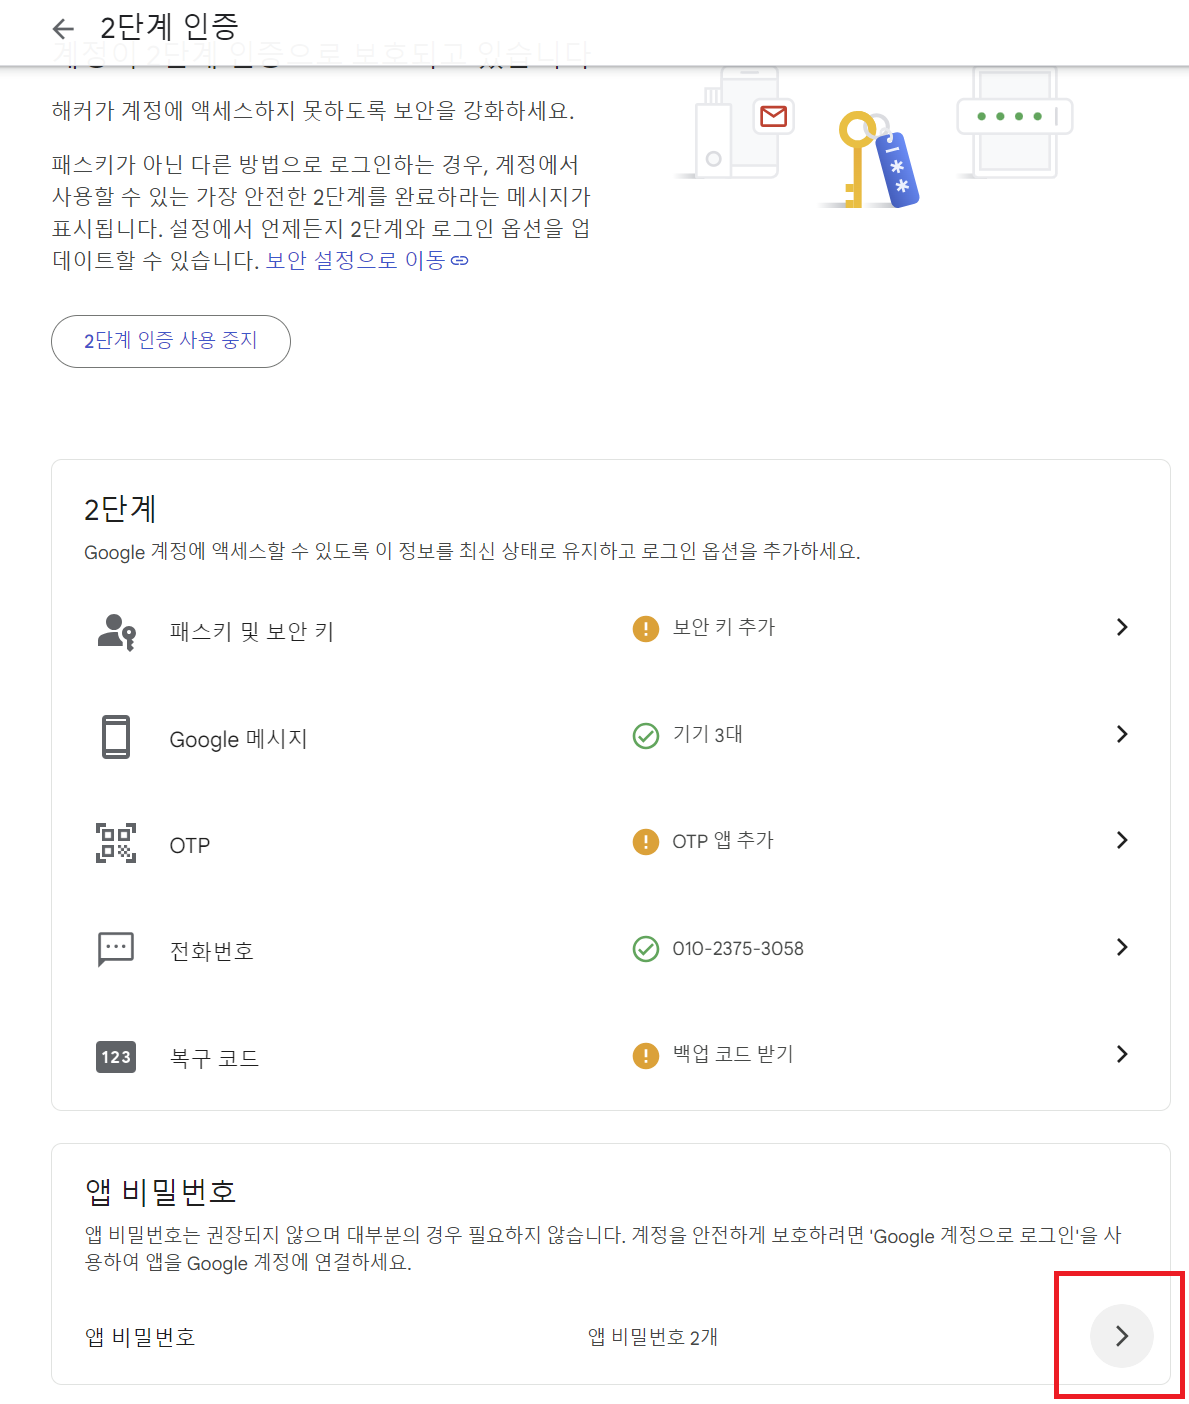 2단계 인증
계정이 2단계 인증으로 보호되고 있습니다
해커가 계정에 액세스하지 못하도록 보안을 강화하세요.
패스키가 아닌 다른 방법으로 로그인하는 경우, 계정에서
사용할 수 있는 가장 안전한 2단계를 완료하라는 메시지가
표시됩니다. 설정에서 언제든지 2단계와 로그인 옵션을 업
데이트할 수 있습니다. 보안 설정으로 이동
2단계 인증 사용 중지
2단계
Google 계정에 액세스할 수 있도록 이 정보를 최신 상태로 유지하고 로그인 옵션을 추가하세요.
패스키 및 보안 키
보안 키 추가
Google 메시지
기기 3대
OTP
OTP 앱 추가
전화번호
010-2375-3058
123
복구 코드
백업 코드 받기
앱 비밀번호
앱 비밀번호는 권장되지 않으며 대부분의 경우 필요하지 않습니다. 계정을 안전하게 보호하려면 'Google 계정으로 로그인'을 사
용하여 앱을 Google 계정에 연결하세요.
앱 비밀번호
앱 비밀번호 2개